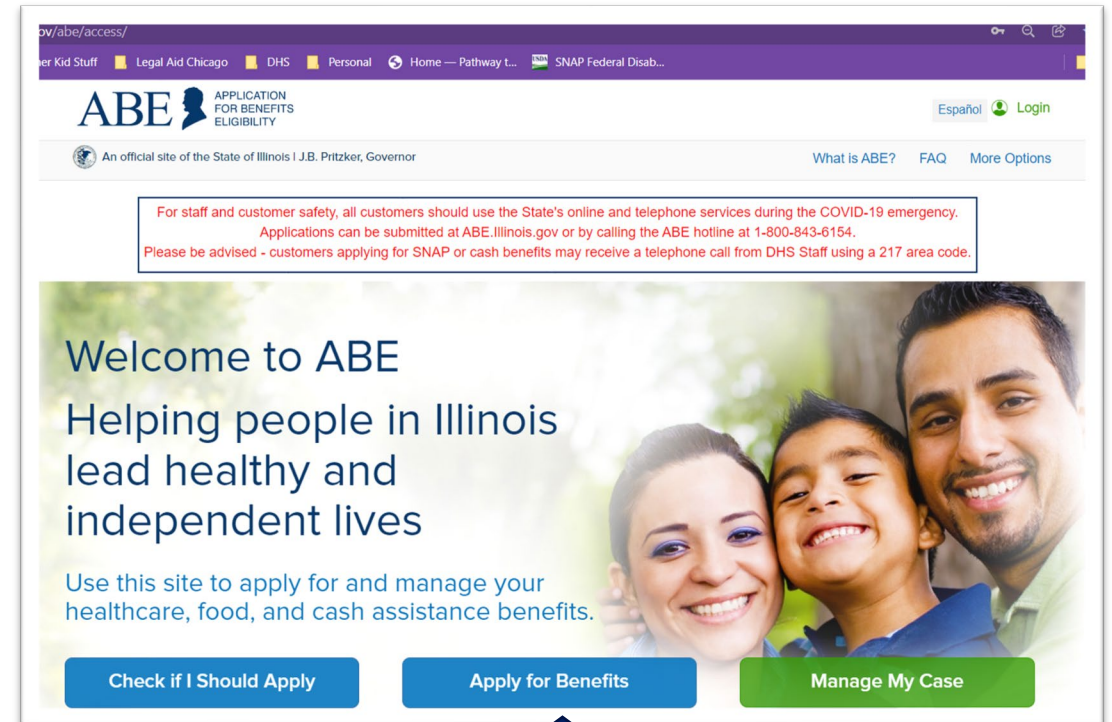 ov/abe/access/
er Kid Stuff Legal Aid Chicago DHS Personal Home — Pathway t... USDA SNAP Federal Disab...
ABE APPLICATION
FOR BENEFITS
ELIGIBILITY
Español Login
An official site of the State of Illinois | J.B. Pritzker, Governor
What is ABE? FAQ More Options
For staff and customer safety, all customers should use the State's online and telephone services during the COVID-19 emergency.
Applications can be submitted at ABE.Illinois.gov or by calling the ABE hotline at 1-800-843-6154.
Please be advised - customers applying for SNAP or cash benefits may receive a telephone call from DHS Staff using a 217 area code.
Welcome to ABE
Helping people in Illinois
lead healthy and
independent lives
Use this site to apply for and manage your
healthcare, food, and cash assistance benefits.
Check if I Should Apply
Apply for Benefits
Manage My Case